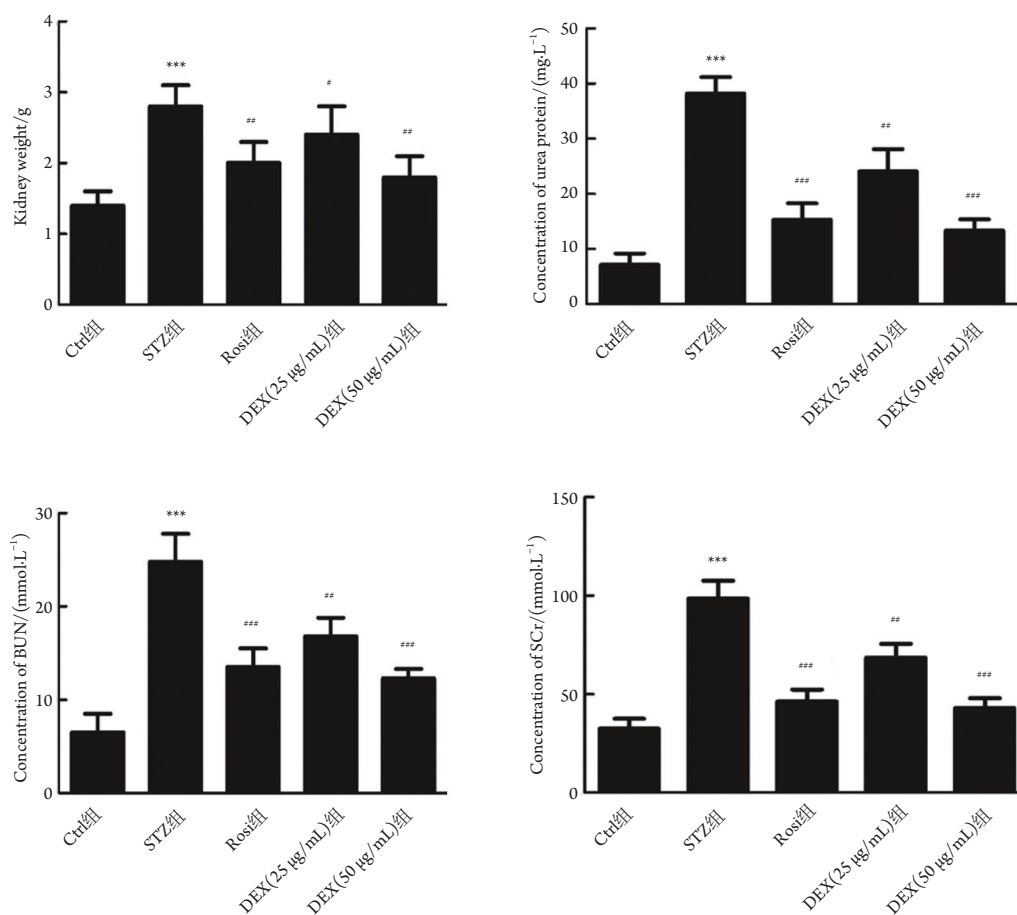 Kidney weight/g
4
3
2
1
0
***
##
#
##
Ctrl组
STZ组
Rosi组
DEX(25 μg/mL)组
DEX(50 μg/mL)组
Concentration of urea protein/(mg·L⁻¹)
50
40
30
20
10
0
***
###
##
###
Ctrl组
STZ组
Rosi组
DEX(25 μg/mL)组
DEX(50 μg/mL)组
Concentration of BUN/(mmol·L⁻¹)
30
20
10
0
***
###
##
###
Ctrl组
STZ组
Rosi组
DEX(25 μg/mL)组
DEX(50 μg/mL)组
Concentration of SCr/(mmol·L⁻¹)
150
100
50
0
***
###
##
###
Ctrl组
STZ组
Rosi组
DEX(25 μg/mL)组
DEX(50 μg/mL)组